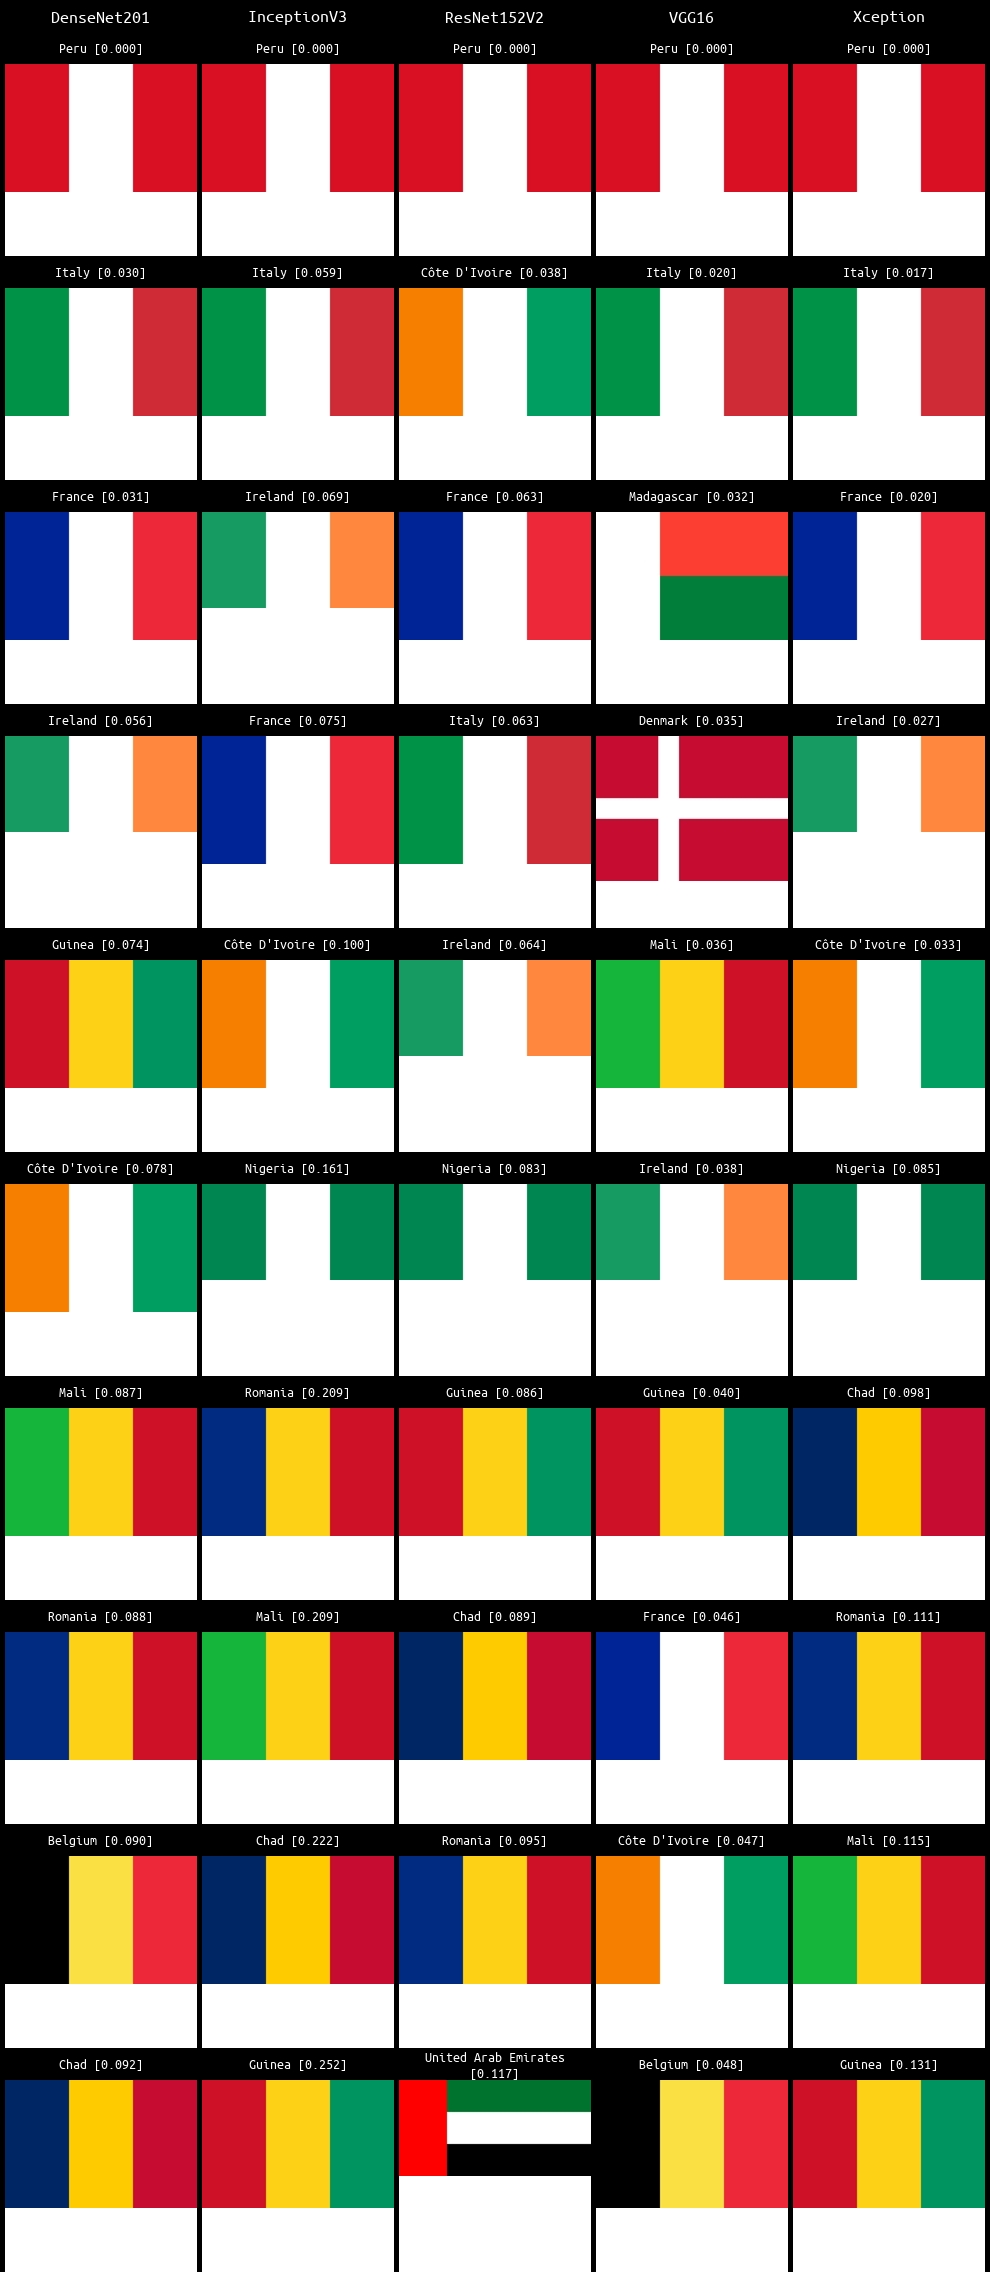 DenseNet201 InceptionV3 ResNet152V2 VGG16 Xception
Peru [0.000] Peru [0.000] Peru [0.000] Peru [0.000] Peru [0.000]
Italy [0.030] Italy [0.059] Côte D'Ivoire [0.038] Italy [0.020] Italy [0.017]
France [0.031] Ireland [0.069] France [0.063] Madagascar [0.032] France [0.020]
Ireland [0.056] France [0.075] Italy [0.063] Denmark [0.035] Ireland [0.027]
Guinea [0.074] Côte D'Ivoire [0.100] Ireland [0.064] Mali [0.036] Côte D'Ivoire [0.033]
Côte D'Ivoire [0.078] Nigeria [0.161] Nigeria [0.083] Ireland [0.038] Nigeria [0.085]
Mali [0.087] Romania [0.209] Guinea [0.086] Guinea [0.040] Chad [0.098]
Romania [0.088] Mali [0.209] Chad [0.089] France [0.046] Romania [0.111]
Belgium [0.090] Chad [0.222] Romania [0.095] Côte D'Ivoire [0.047] Mali [0.115]
Chad [0.092] Guinea [0.252] United Arab Emirates
[0.117] Belgium [0.048] Guinea [0.131]